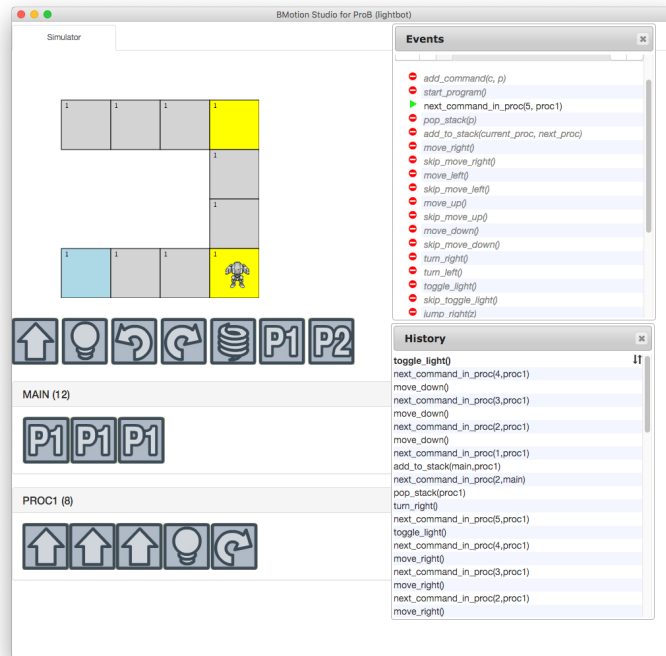 BMotion Studio for ProB (lightbot)
Simulator
1 1 1 1
1
1
1 1 1 1
P1 P2
MAIN (12)
P1 P1 P1
PROC1 (8)
Events
add_command(c, p)
start_program()
next_command_in_proc(5, proc1)
pop_stack(p)
add_to_stack(current_proc, next_proc)
move_right()
skip_move_right()
move_left()
skip_move_left()
move_up()
skip_move_up()
move_down()
skip_move_down()
turn_right()
turn_left()
toggle_light()
skip_toggle_light()
jump_right(z)
History
toggle_light()
next_command_in_proc(4,proc1)
move_down()
next_command_in_proc(3,proc1)
move_down()
next_command_in_proc(2,proc1)
move_down()
next_command_in_proc(1,proc1)
add_to_stack(main,proc1)
next_command_in_proc(2,main)
pop_stack(proc1)
turn_right()
next_command_in_proc(5,proc1)
toggle_light()
next_command_in_proc(4,proc1)
move_right()
next_command_in_proc(3,proc1)
move_right()
next_command_in_proc(2,proc1)
move_right()